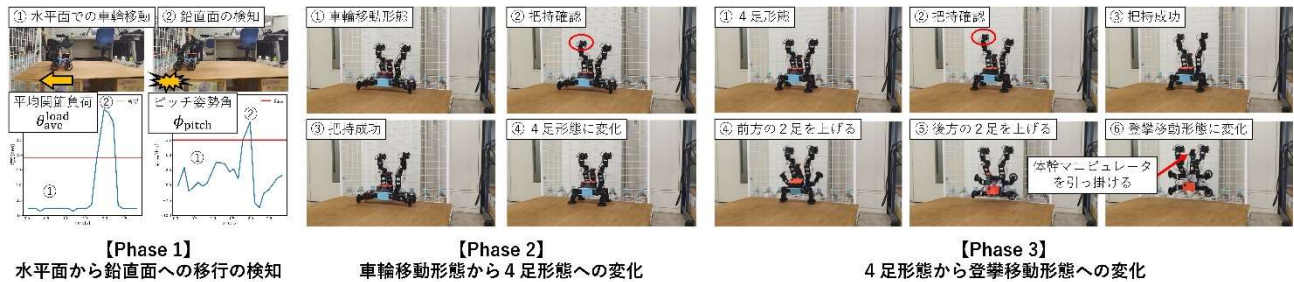 ① 水平面での車輪移動
② 鉛直面の検知
平均関節負荷
θ_ave^load
②
①
ピッチ姿勢角
ϕ_pitch
②
①
【Phase 1】
水平面から鉛直面への移行の検知
① 車輪移動形態
② 把持確認
③ 把持成功
④ 4足形態に変化
【Phase 2】
車輪移動形態から4足形態への変化
① 4足形態
② 把持確認
③ 把持成功
④ 前方の2足を上げる
⑤ 後方の2足を上げる
⑥ 登攀移動形態に変化
体幹マニピュレータ
を引っ掛ける
【Phase 3】
4足形態から登攀移動形態への変化